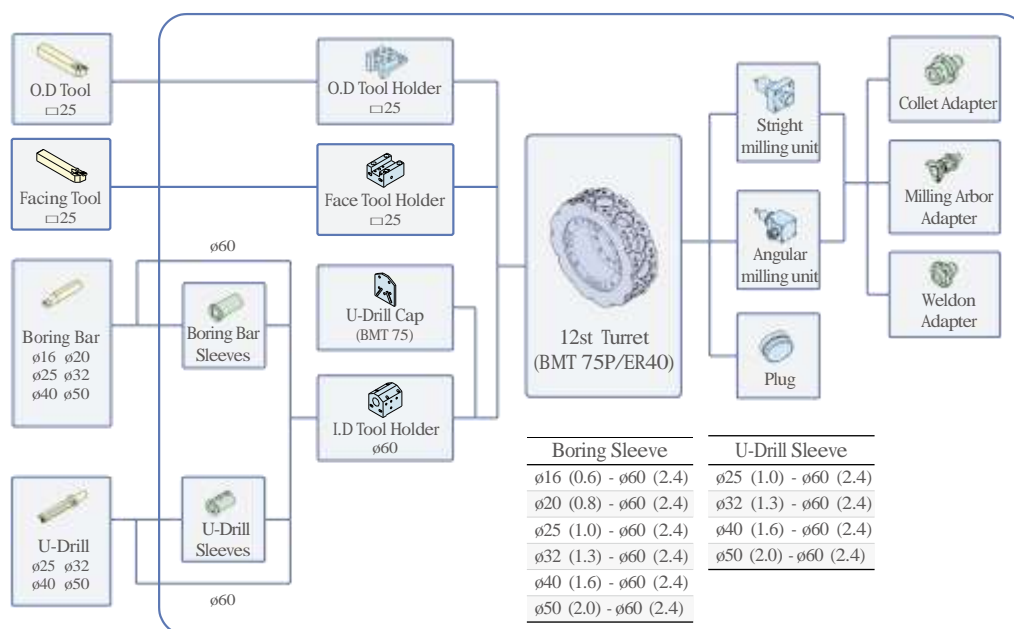 O.D Tool
□25
Facing Tool
□25
ø60
Boring Bar
ø16 ø20
ø25 ø32
ø40 ø50
Boring Bar
Sleeves
U-Drill
ø25 ø32
ø40 ø50
U-Drill
Sleeves
ø60
O.D Tool Holder
□25
Face Tool Holder
□25
U-Drill Cap
(BMT 75)
I.D Tool Holder
ø60
12st Turret
(BMT 75P/ER40)
Stright
milling unit
Angular
milling unit
Plug
Collet Adapter
Milling Arbor
Adapter
Weldon
Adapter
Boring Sleeve
ø16 (0.6) - ø60 (2.4)
ø20 (0.8) - ø60 (2.4)
ø25 (1.0) - ø60 (2.4)
ø32 (1.3) - ø60 (2.4)
ø40 (1.6) - ø60 (2.4)
ø50 (2.0) - ø60 (2.4)
U-Drill Sleeve
ø25 (1.0) - ø60 (2.4)
ø32 (1.3) - ø60 (2.4)
ø40 (1.6) - ø60 (2.4)
ø50 (2.0) - ø60 (2.4)